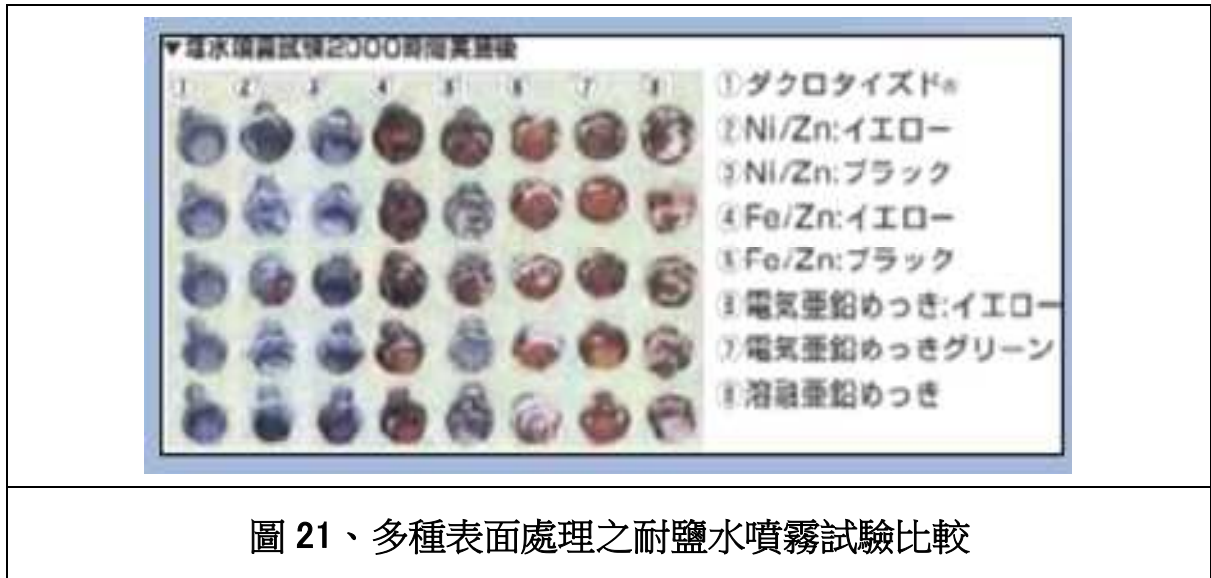 ▼塩水噴霧試験2000時間実施後
1 2 3 4 5 6 7 8
①ダクロタイズド®
②Ni/Zn:イエロー
③Ni/Zn:ブラック
④Fe/Zn:イエロー
⑤Fe/Zn:ブラック
⑥電気亜鉛めっき:イエロー
⑦電気亜鉛めっきグリーン
⑧溶融亜鉛めっき
圖 21、多種表面處理之耐鹽水噴霧試驗比較